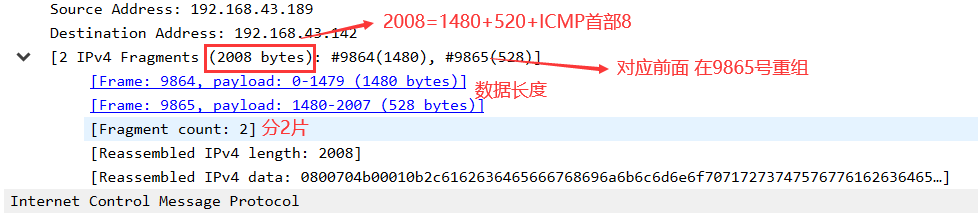 Source Address: 192.168.43.189
2008=1480+520+ICMP首部8
Destination Address: 192.168.43.142
[2 IPv4 Fragments (2008 bytes): #9864(1480), #9865(528)]
对应前面 在9865号重组
[Frame: 9864, payload: 0-1479 (1480 bytes)]
数据长度
[Frame: 9865, payload: 1480-2007 (528 bytes)]
[Fragment count: 2] 分2片
[Reassembled IPv4 length: 2008]
[Reassembled IPv4 data: 0800704b00010b2c6162636465666768696a6b6c6d6e6f7071727374757677616263646465…]
Internet Control Message Protocol